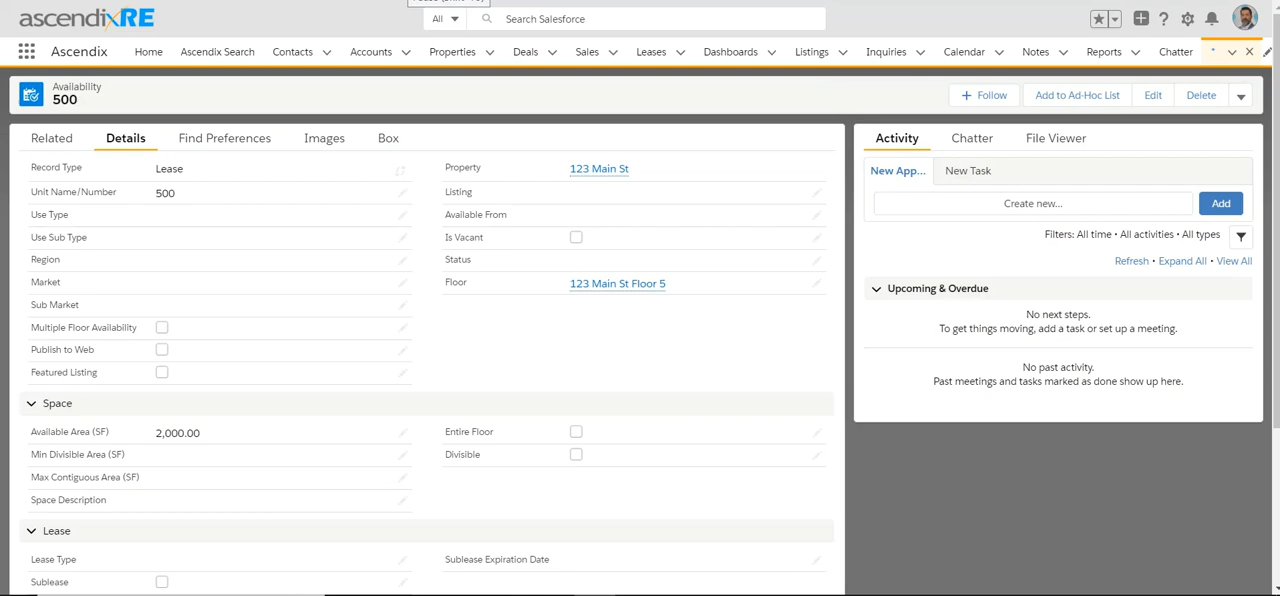 ascendixRE
All
Search Salesforce
Ascendix
Home
Ascendix Search
Contacts
Accounts
Properties
Deals
Sales
Leases
Dashboards
Listings
Inquiries
Calendar
Notes
Reports
Chatter
Availability
500
+ Follow
Add to Ad-Hoc List
Edit
Delete
Related
Details
Find Preferences
Images
Box
Record Type Lease
Property 123 Main St
Unit Name/Number 500
Listing
Use Type
Available From
Use Sub Type
Is Vacant
Region
Status
Market
Floor 123 Main St Floor 5
Sub Market
Multiple Floor Availability
Publish to Web
Featured Listing
Space
Available Area (SF) 2,000.00
Entire Floor
Min Divisible Area (SF)
Divisible
Max Contiguous Area (SF)
Space Description
Lease
Lease Type
Sublease Expiration Date
Sublease
Activity
Chatter
File Viewer
New App...
New Task
Create new...
Add
Filters: All time • All activities • All types
Refresh • Expand All • View All
Upcoming & Overdue
No next steps.
To get things moving, add a task or set up a meeting.
No past activity.
Past meetings and tasks marked as done show up here.